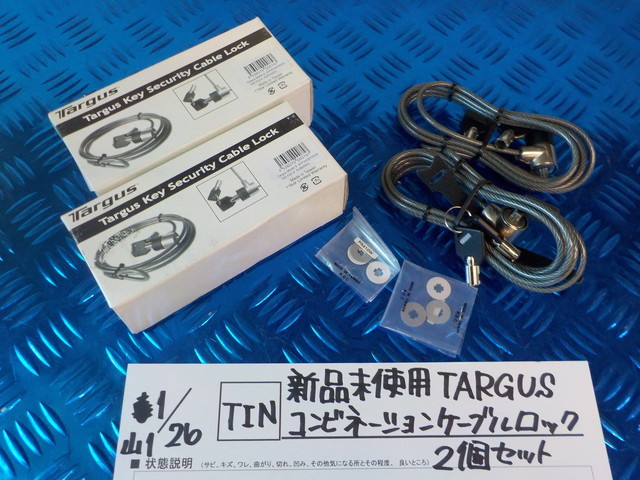 Targus
Targus Key Security Cable Lock
Targus
Targus Key Security Cable Lock
1/26
山1
TIN
新品未使用 TARGUS
コンビネーションケーブルロック
2個セット
■ 状態説明 (サビ、キズ、ワレ、曲がり、切れ、凹み、その他気になる所とその程度、良いところ)